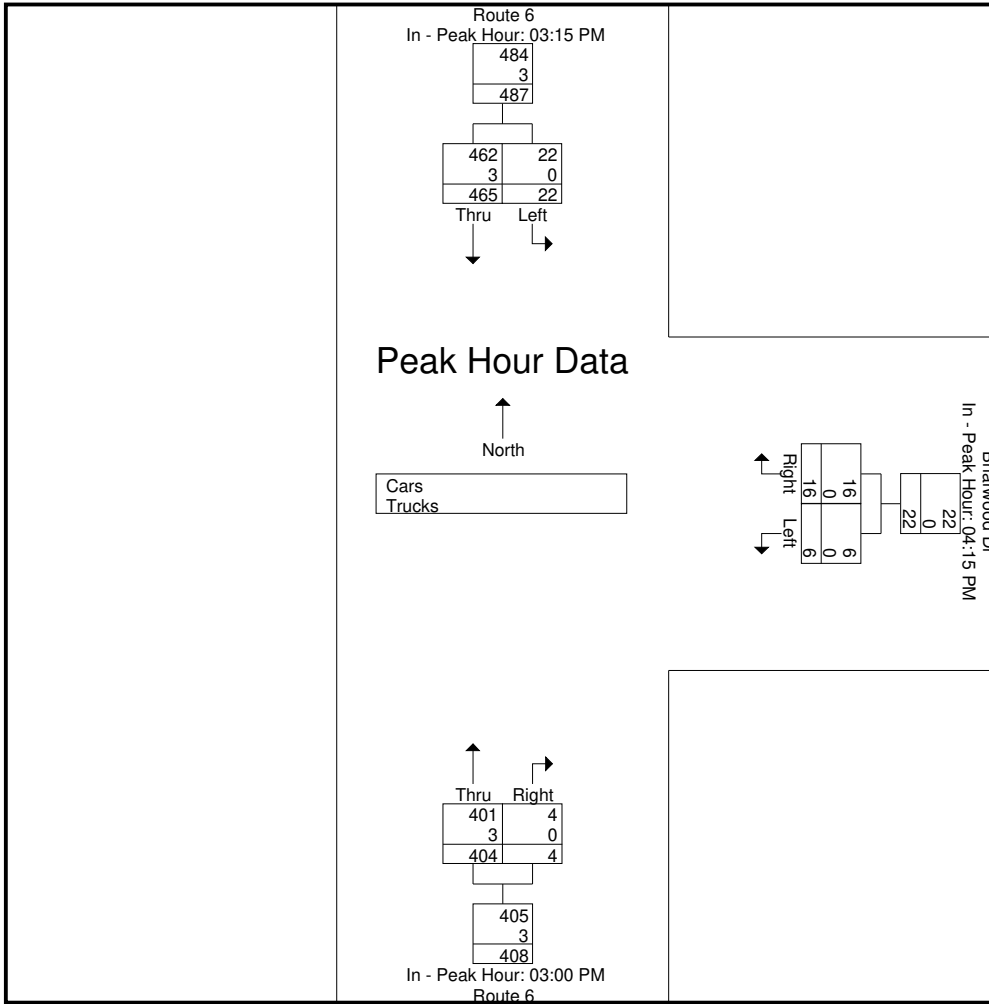 Route 6
In - Peak Hour: 03:15 PM
484
3
487
462 22
3 0
465 22
Thru Left
Peak Hour Data
North
Cars
Trucks
In - Peak Hour: 04:15 PM
22
0
22
16 6
0 0
16 6
Right Left
Thru Right
401 4
3 0
404 4
405
3
408
In - Peak Hour: 03:00 PM
Route 6